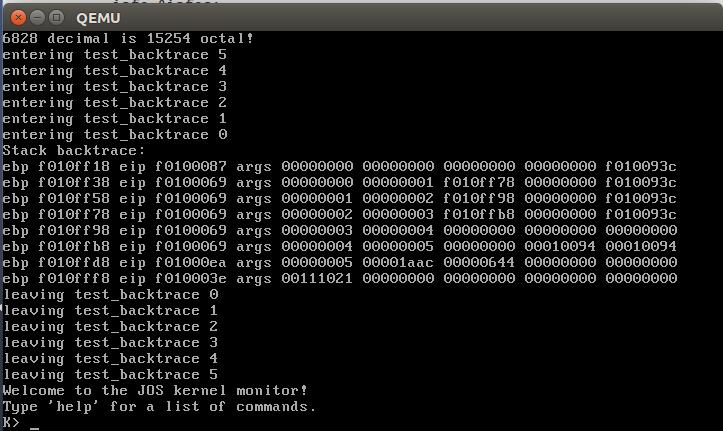 QEMU
6828 decimal is 15254 octal!
entering test_backtrace 5
entering test_backtrace 4
entering test_backtrace 3
entering test_backtrace 2
entering test_backtrace 1
entering test_backtrace 0
Stack backtrace:
ebp f010ff18 eip f0100087 args 00000000 00000000 00000000 00000000 f010093c
ebp f010ff38 eip f0100069 args 00000000 00000001 f010ff78 00000000 f010093c
ebp f010ff58 eip f0100069 args 00000001 00000002 f010ff98 00000000 f010093c
ebp f010ff78 eip f0100069 args 00000002 00000003 f010ffb8 00000000 f010093c
ebp f010ff98 eip f0100069 args 00000003 00000004 00000000 00000000 00000000
ebp f010ffb8 eip f0100069 args 00000004 00000005 00000000 00010094 00010094
ebp f010ffd8 eip f01000ea args 00000005 00001aac 00000644 00000000 00000000
ebp f010fff8 eip f010003e args 00111021 00000000 00000000 00000000 00000000
leaving test_backtrace 0
leaving test_backtrace 1
leaving test_backtrace 2
leaving test_backtrace 3
leaving test_backtrace 4
leaving test_backtrace 5
Welcome to the JOS kernel monitor!
Type 'help' for a list of commands.
K> _